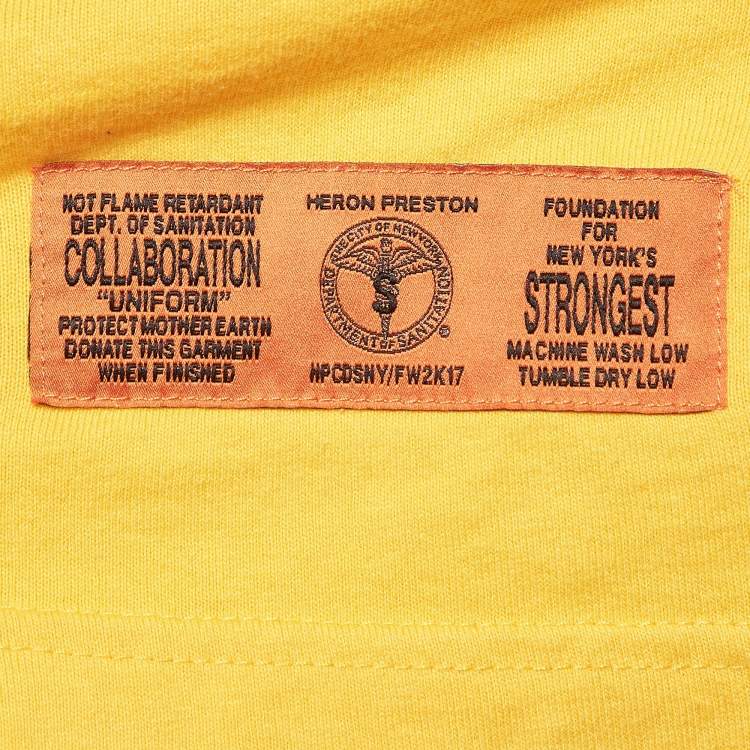 NOT FLAME RETARDANT
DEPT. OF SANITATION
COLLABORATION
"UNIFORM"
PROTECT MOTHER EARTH
DONATE THIS GARMENT
WHEN FINISHED
HERON PRESTON
THE CITY OF NEW YORK
DEPARTMENT OF SANITATION
S
®
HPCDSNY/FW2K17
FOUNDATION
FOR
NEW YORK'S
STRONGEST
MACHINE WASH LOW
TUMBLE DRY LOW